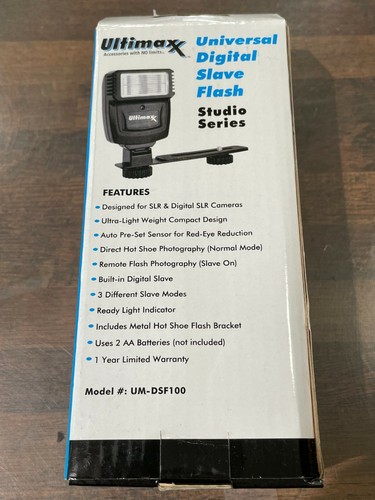 Ultimaxx
Accessories with NO limits...
Universal
Digital
Slave
Flash
Studio
Series
Ultimaxx
FEATURES
• Designed for SLR & Digital SLR Cameras
• Ultra-Light Weight Compact Design
• Auto Pre-Set Sensor for Red-Eye Reduction
• Direct Hot Shoe Photography (Normal Mode)
• Remote Flash Photography (Slave On)
• Built-in Digital Slave
• 3 Different Slave Modes
• Ready Light Indicator
• Includes Metal Hot Shoe Flash Bracket
• Uses 2 AA Batteries (not included)
• 1 Year Limited Warranty
Model #: UM-DSF100